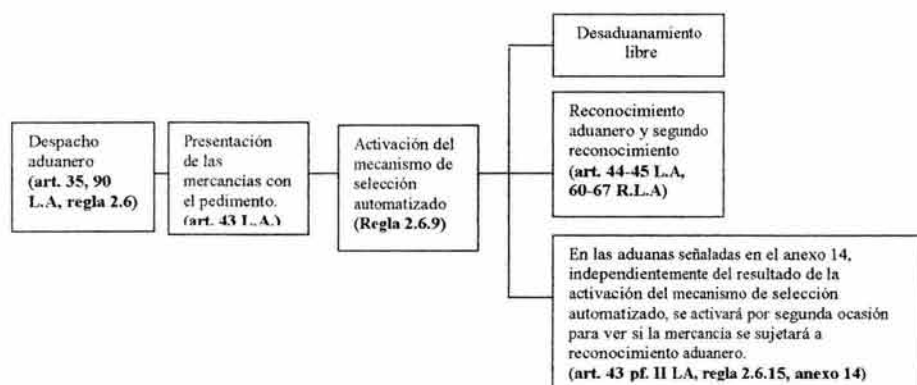 Desaduanamiento
libre
Despacho
aduanero
(art. 35, 90
L.A, regla 2.6)
Presentación
de las
mercancías con
el pedimento.
(art. 43 L.A.)
Activación del
mecanismo de
selección
automatizado
(Regla 2.6.9)
Reconocimiento
aduanero y segundo
reconocimiento
(art. 44-45 L.A,
60-67 R.L.A)
En las aduanas señaladas en el anexo 14,
independientemente del resultado de la
activación del mecanismo de selección
automatizado, se activará por segunda ocasión
para ver si la mercancía se sujetará a
reconocimiento aduanero.
(art. 43 pf. II LA, regla 2.6.15, anexo 14)